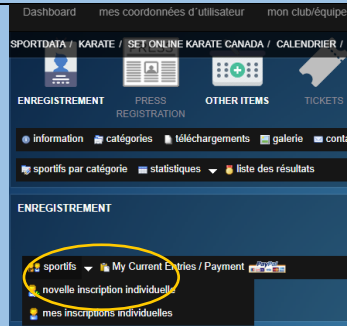 Dashboard mes coordonnées d`utilisateur mon club/équipe
SPORTDATA / KARATE / SET ONLINE KARATE CANADA / CALENDRIER /
ENREGISTREMENT PRESS REGISTRATION OTHER ITEMS TICKETS
information catégories téléchargements galerie
sportifs par catégorie statistiques liste des résultats
ENREGISTREMENT
sportifs My Current Entries / Payment PayPal
novelle inscription individuelle
mes inscriptions individuelles